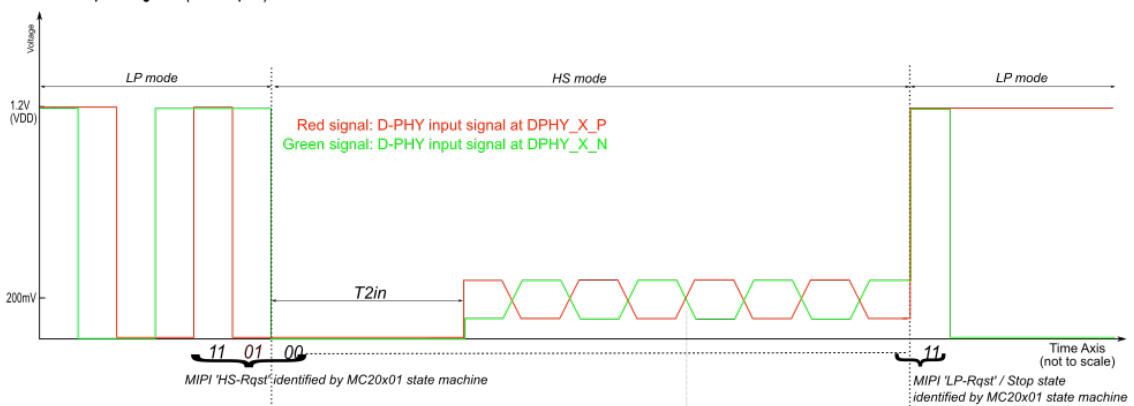 Voltage
LP mode
HS mode
LP mode
1.2V
(VDD)
Red signal: D-PHY input signal at DPHY_X_P
Green signal: D-PHY input signal at DPHY_X_N
T2in
200mV
11 01 00
11
Time Axis
(not to scale)
MIPI 'HS-Rqst' identified by MC20x01 state machine
MIPI 'LP-Rqst' / Stop state
identified by MC20x01 state machine